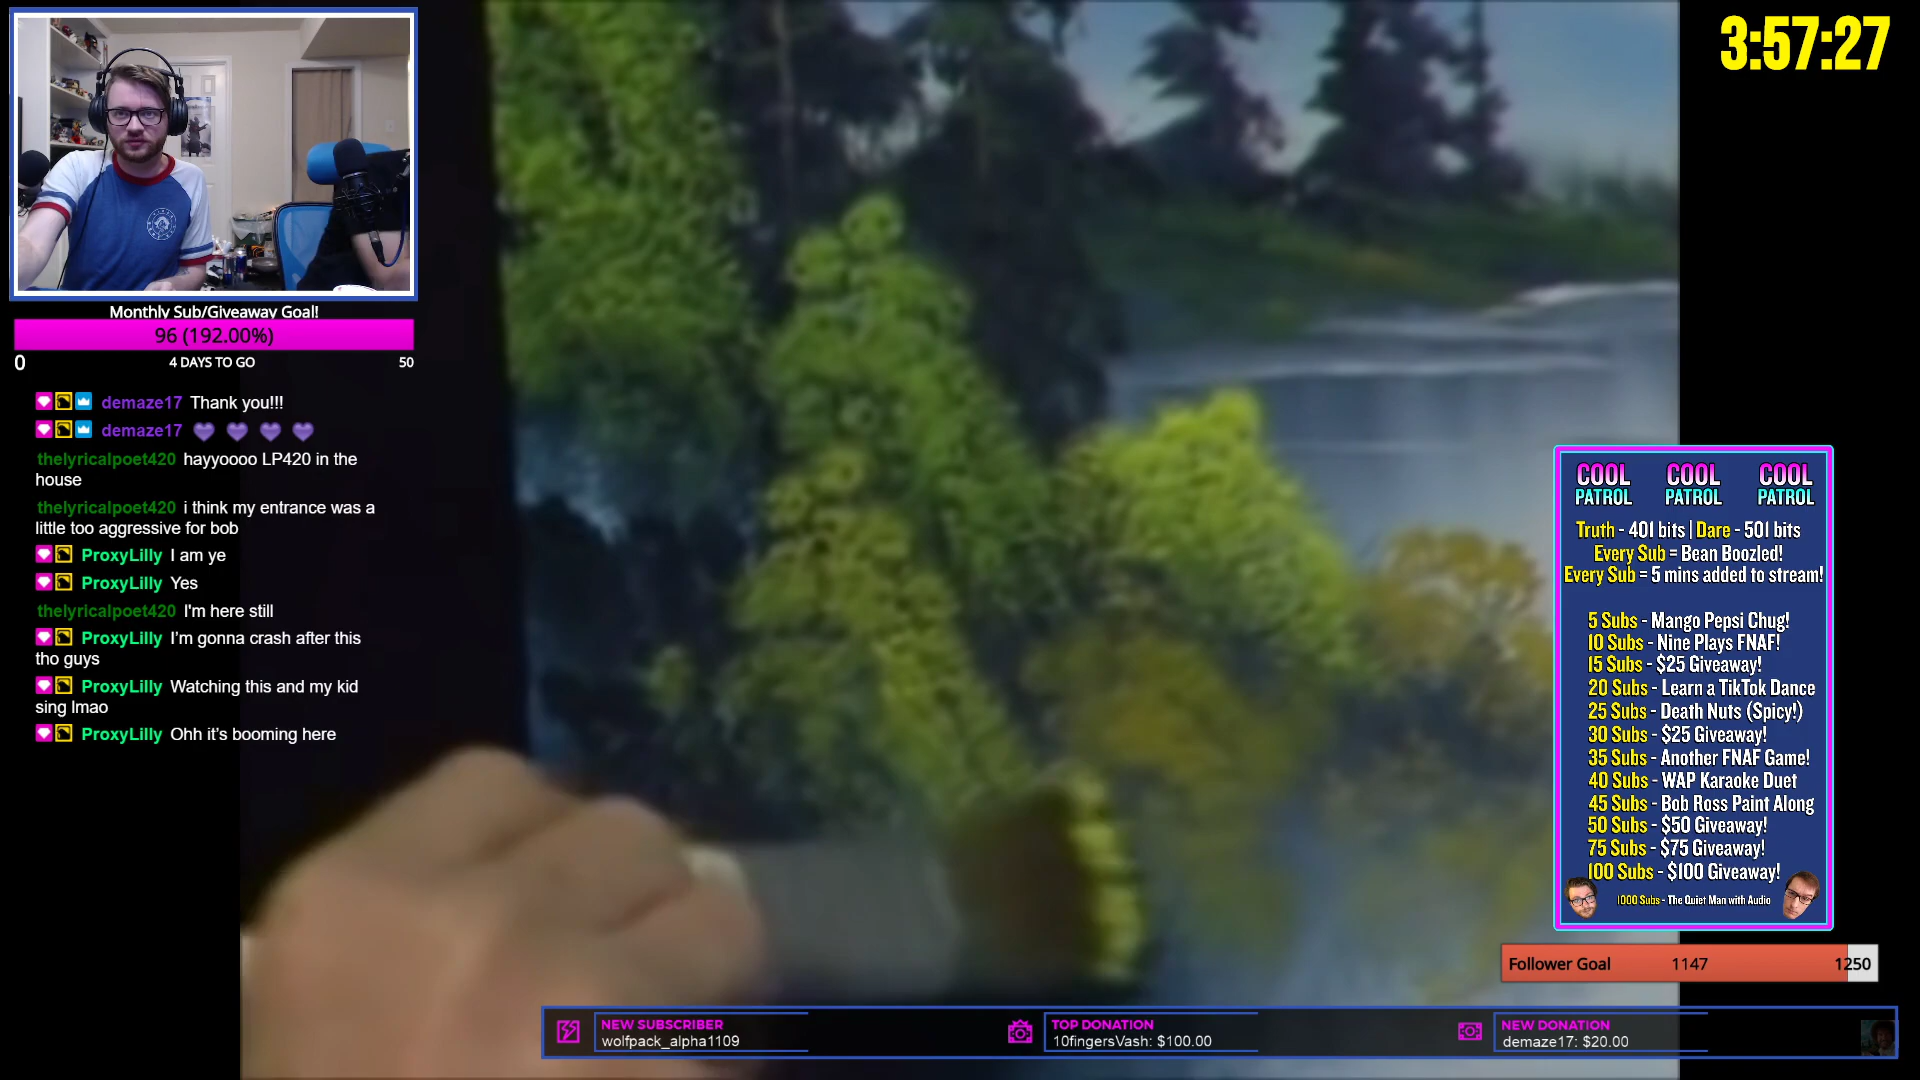 3:57:27
Monthly Sub/Giveaway Goal!
96 (192.00%)
0
4 DAYS TO GO
50
demaze17 Thank you!!!
demaze17
thelyricalpoet420 hayyoooo LP420 in the
house
thelyricalpoet420 i think my entrance was a
little too aggressive for bob
ProxyLilly I am ye
ProxyLilly Yes
thelyricalpoet420 I'm here still
ProxyLilly I'm gonna crash after this
tho guys
ProxyLilly Watching this and my kid
sing lmao
ProxyLilly Ohh it's booming here
COOL COOL COOL
PATROL PATROL PATROL
Truth - 401 bits | Dare - 501 bits
Every Sub = Bean Boozled!
Every Sub = 5 mins added to stream!
5 Subs - Mango Pepsi Chug!
10 Subs - Nine Plays FNAF!
15 Subs - $25 Giveaway!
20 Subs - Learn a TikTok Dance
25 Subs - Death Nuts (Spicy!)
30 Subs - $25 Giveaway!
35 Subs - Another FNAF Game!
40 Subs - WAP Karaoke Duet
45 Subs - Bob Ross Paint Along
50 Subs - $50 Giveaway!
75 Subs - $75 Giveaway!
100 Subs - $100 Giveaway!
1000 Subs - The Quiet Man with Audio
Follower Goal 1147 1250
NEW SUBSCRIBER
wolfpack_alpha1109
TOP DONATION
10fingersVash: $100.00
NEW DONATION
demaze17: $20.00